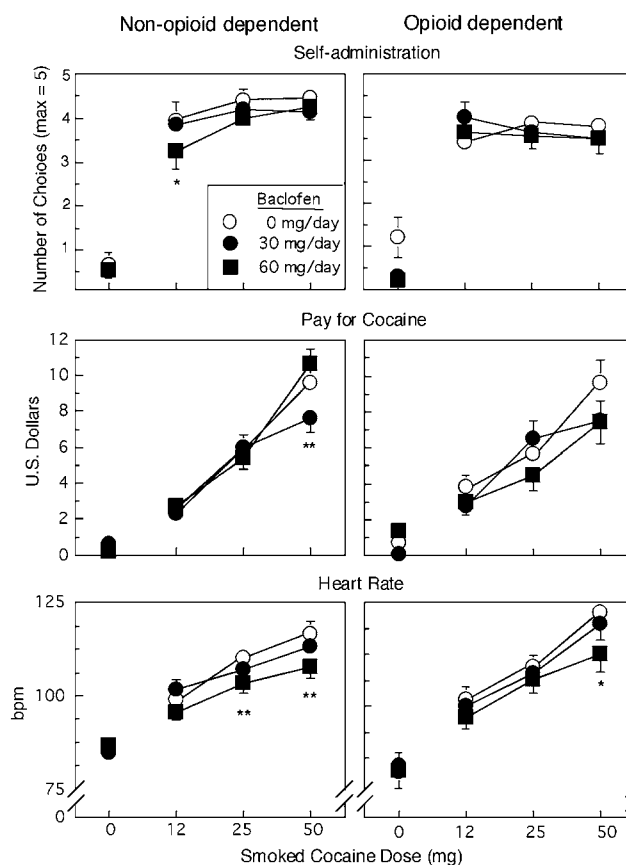 Non-opioid dependent Opioid dependent
Self-administration
Number of Choices (max = 5)
5
4
3
2
1
*
Baclofen
0 mg/day
30 mg/day
60 mg/day
Pay for Cocaine
U.S. Dollars
12
10
8
6
4
2
0
**
Heart Rate
bpm
125
100
75
0
**
**
*
0 12 25 50 0 12 25 50
Smoked Cocaine Dose (mg)